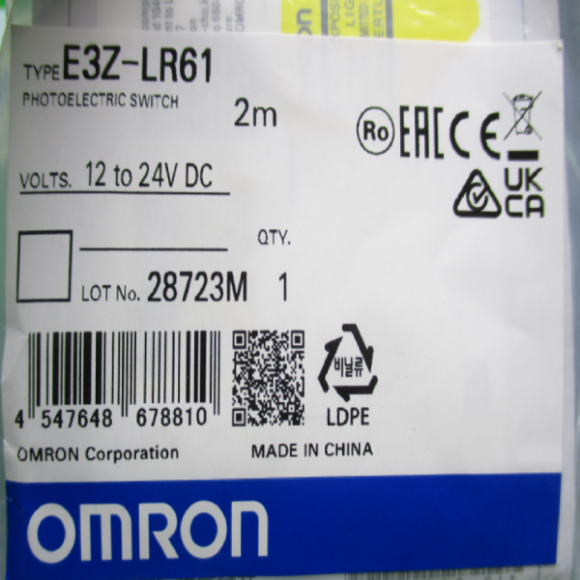 TYPE E3Z-LR61
PHOTOELECTRIC SWITCH
2m
Ro EAC CE
UK
CA
VOLTS. 12 to 24V DC
QTY.
LOT No. 28723M 1
비닐류
LDPE
4 547648 678810
OMRON Corporation MADE IN CHINA
OMRON